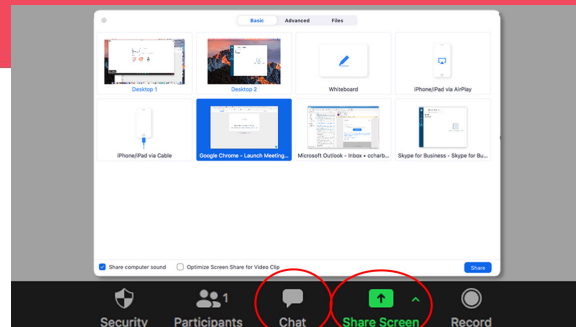 Basic Advanced Files
Desktop 1 Desktop 2 Whiteboard iPhone/iPad via AirPlay
iPhone/iPad via Cable Google Chrome - Launch Meeting... Microsoft Outlook - Inbox • ccharb... Skype for Business - Skype for Bu...
Share computer sound Optimize Screen Share for Video Clip Share
1
Security Participants Chat Share Screen Record